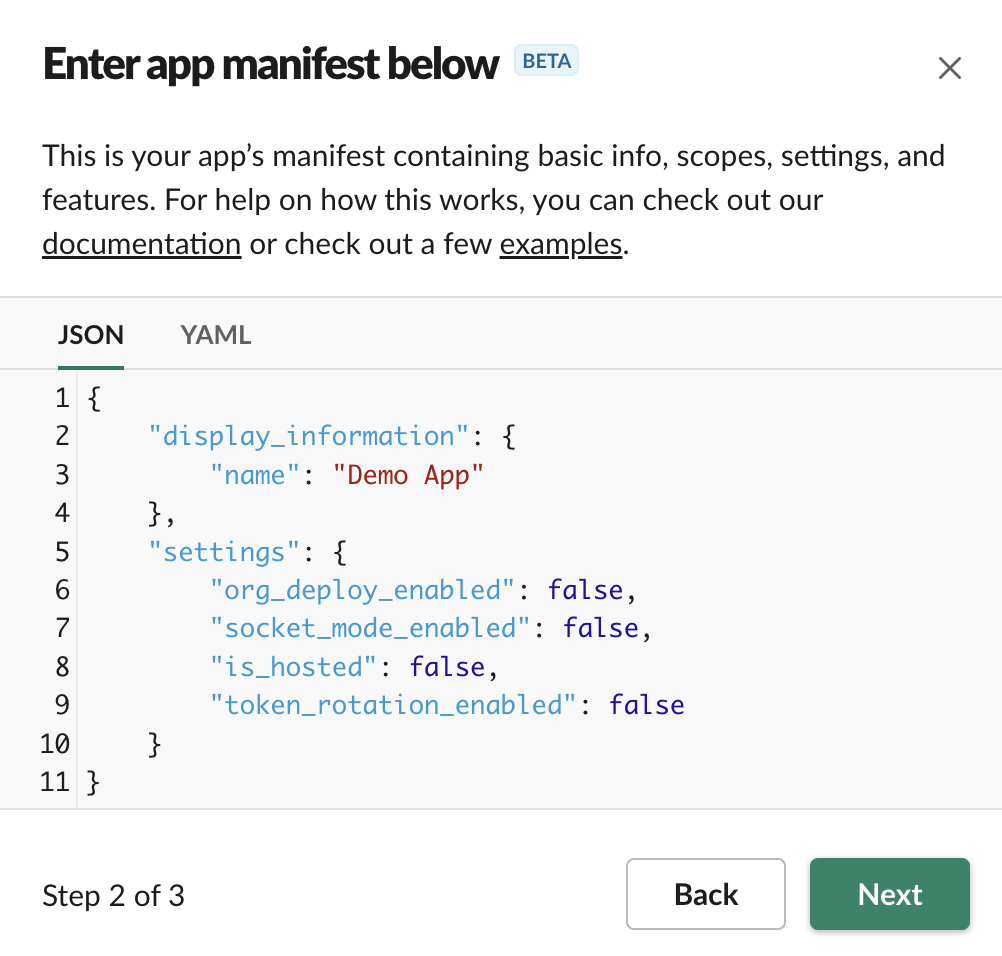 Enter app manifest below BETA
This is your app’s manifest containing basic info, scopes, settings, and
features. For help on how this works, you can check out our
documentation or check out a few examples.
JSON YAML
1 {
2     "display_information": {
3         "name": "Demo App"
4     },
5     "settings": {
6         "org_deploy_enabled": false,
7         "socket_mode_enabled": false,
8         "is_hosted": false,
9         "token_rotation_enabled": false
10     }
11 }
Step 2 of 3 Back Next